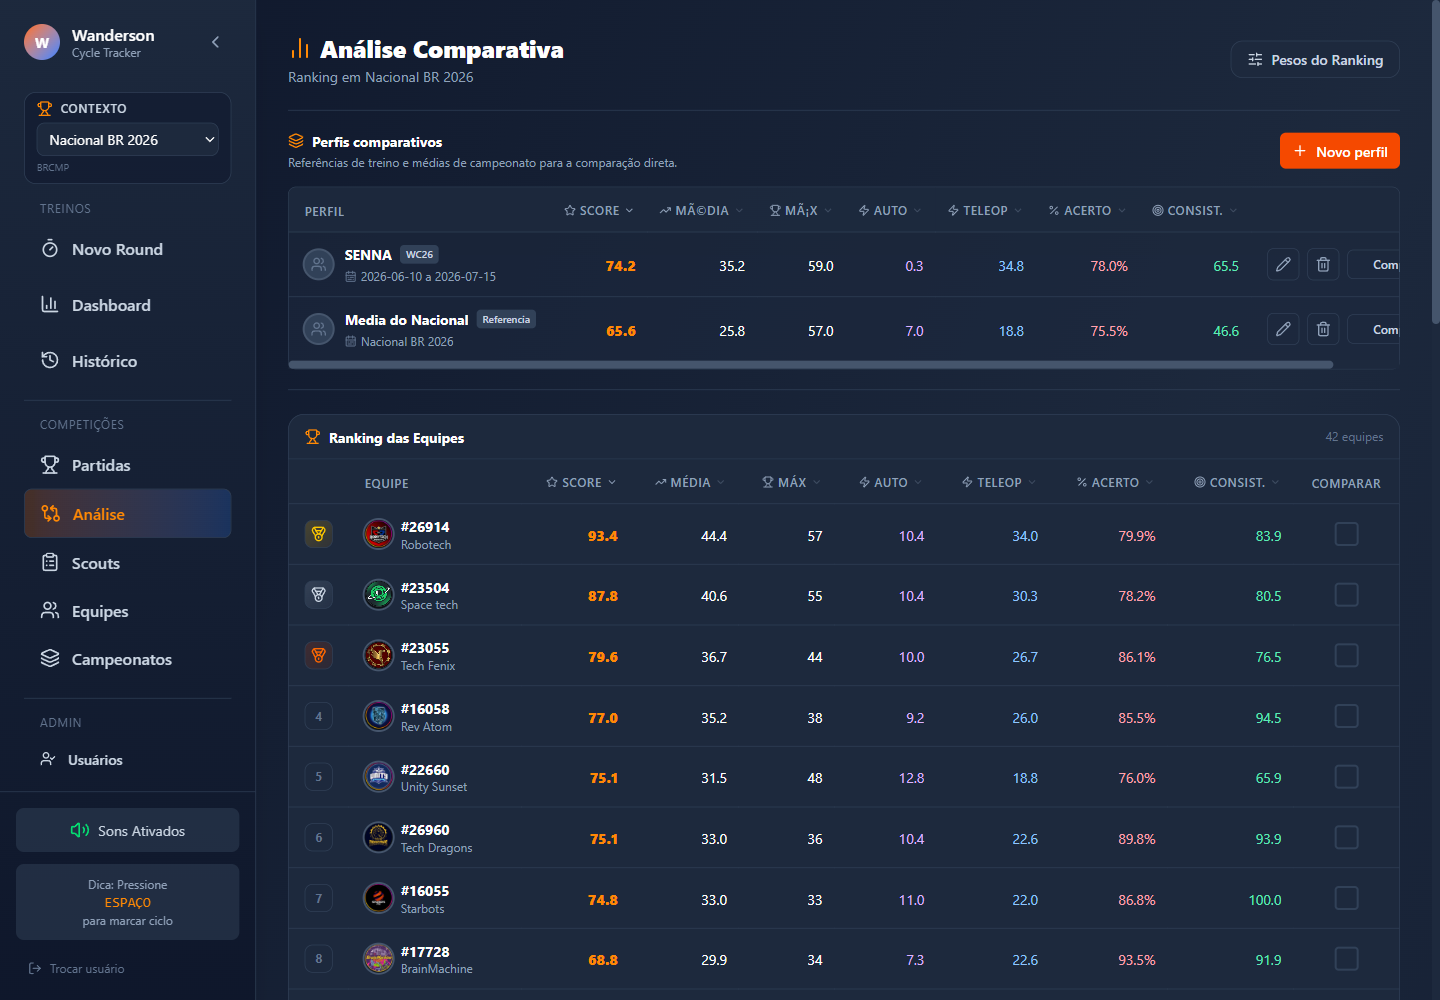 W
Wanderson
Cycle Tracker
CONTEXTO
Nacional BR 2026
BRCMP
TREINOS
Novo Round
Dashboard
Histórico
COMPETIÇÕES
Partidas
Análise
Scouts
Equipes
Campeonatos
ADMIN
Usuários
Sons Ativados
Dica: Pressione
ESPAÇO
para marcar ciclo
Trocar usuário
Análise Comparativa
Ranking em Nacional BR 2026
Pesos do Ranking
Perfis comparativos
Referências de treino e médias de campeonato para a comparação direta.
+ Novo perfil
PERFIL SCORE MÃ©DIA MÃ¡X AUTO TELEOP % ACERTO CONSIST.
SENNA WC26
2026-06-10 a 2026-07-15
74.2 35.2 59.0 0.3 34.8 78.0% 65.5 Com
Media do Nacional Referencia
Nacional BR 2026
65.6 25.8 57.0 7.0 18.8 75.5% 46.6 Com
Ranking das Equipes
42 equipes
EQUIPE SCORE MÉDIA MÁX AUTO TELEOP % ACERTO CONSIST. COMPARAR
#26914
Robotech
93.4 44.4 57 10.4 34.0 79.9% 83.9
#23504
Space tech
87.8 40.6 55 10.4 30.3 78.2% 80.5
#23055
Tech Fenix
79.6 36.7 44 10.0 26.7 86.1% 76.5
4 #16058
Rev Atom
77.0 35.2 38 9.2 26.0 85.5% 94.5
5 #22660
Unity Sunset
75.1 31.5 48 12.8 18.8 76.0% 65.9
6 #26960
Tech Dragons
75.1 33.0 36 10.4 22.6 89.8% 93.9
7 #16055
Starbots
74.8 33.0 33 11.0 22.0 86.8% 100.0
8 #17728
BrainMachine
68.8 29.9 34 7.3 22.6 93.5% 91.9